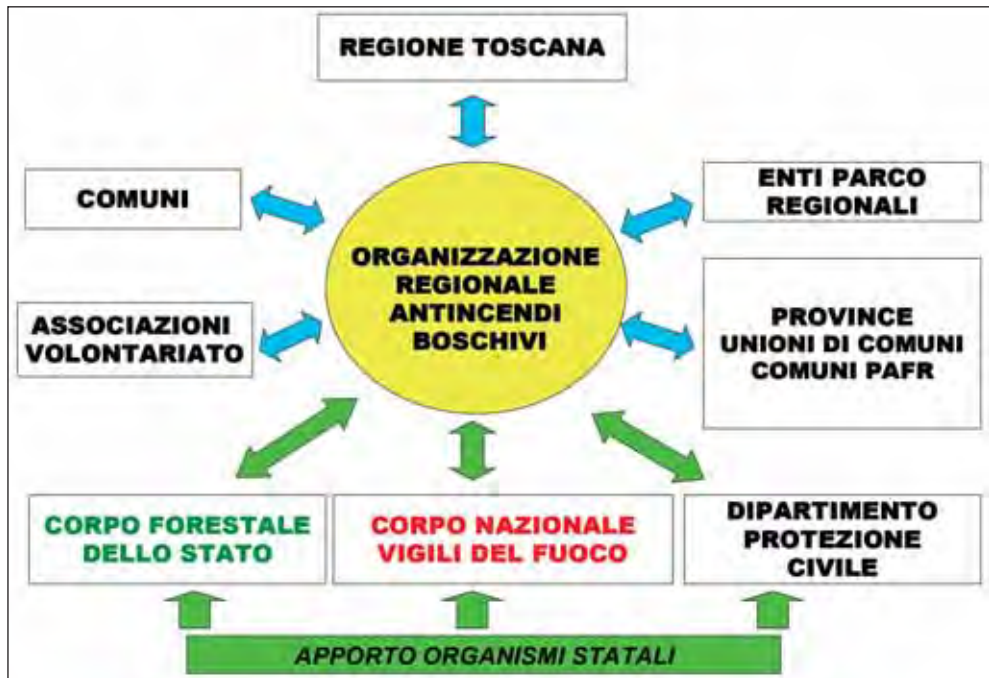 REGIONE TOSCANA
COMUNI
ENTI PARCO
REGIONALI
ORGANIZZAZIONE
REGIONALE
ANTINCENDI
BOSCHIVI
ASSOCIAZIONI
VOLONTARIATO
PROVINCE
UNIONI DI COMUNI
COMUNI PAFR
CORPO FORESTALE
DELLO STATO
CORPO NAZIONALE
VIGILI DEL FUOCO
DIPARTIMENTO
PROTEZIONE
CIVILE
APPORTO ORGANISMI STATALI